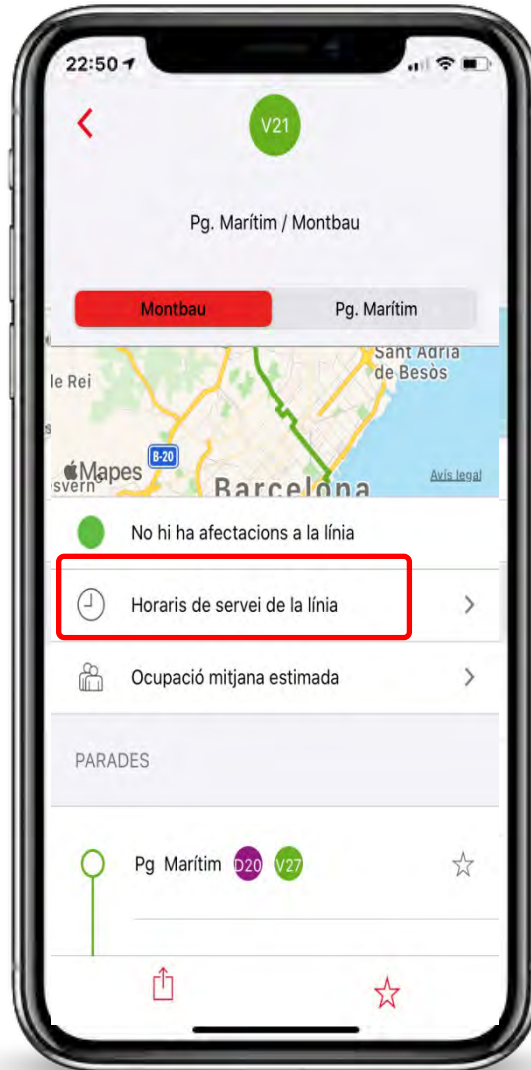 22:50
V21
Pg. Marítim / Montbau
Montbau
Pg. Marítim
Sant Adrià
de Besòs
le Rei
B-20
Mapes
svern
Barcelona
Avís legal
No hi ha afectacions a la línia
Horaris de servei de la línia
Ocupació mitjana estimada
PARADES
Pg Marítim D20 V27